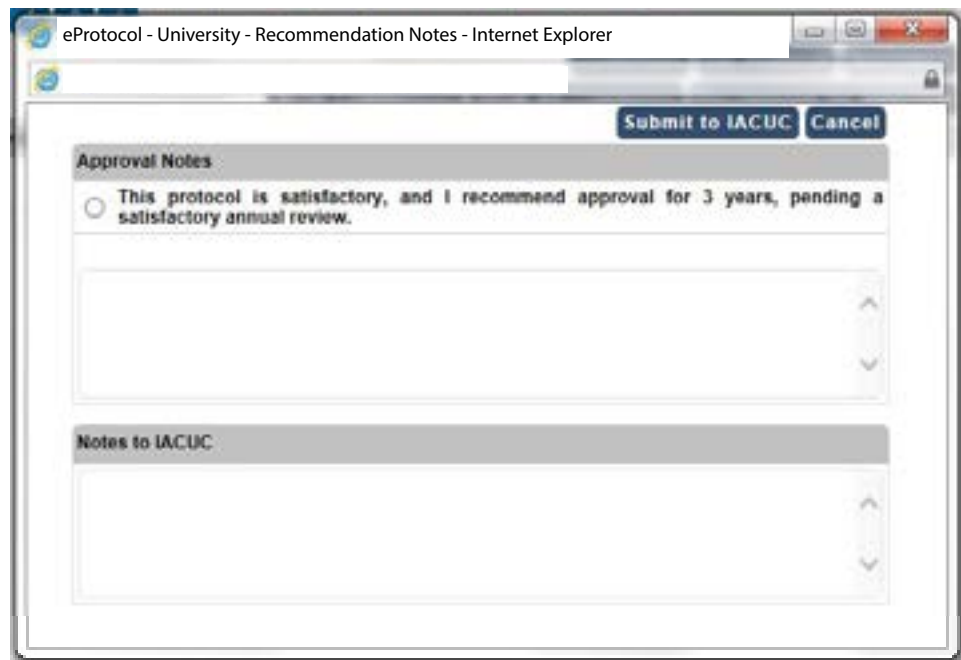 eProtocol - University - Recommendation Notes - Internet Explorer
Submit to IACUC Cancel
Approval Notes
This protocol is satisfactory, and I recommend approval for 3 years, pending a
satisfactory annual review.
Notes to IACUC